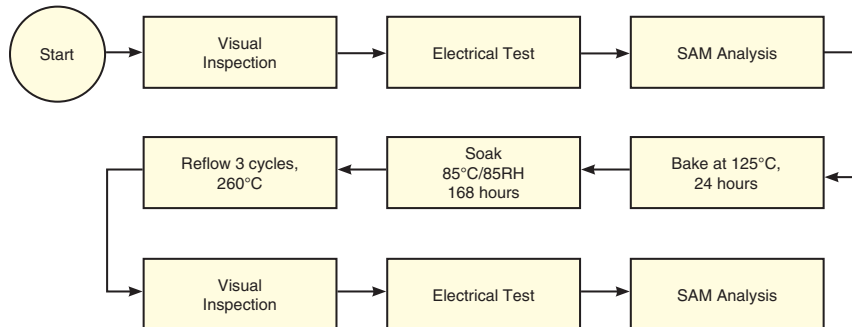 Start
Visual
Inspection
Electrical Test
SAM Analysis
Bake at 125°C,
24 hours
Soak
85°C/85RH
168 hours
Reflow 3 cycles,
260°C
Visual
Inspection
Electrical Test
SAM Analysis